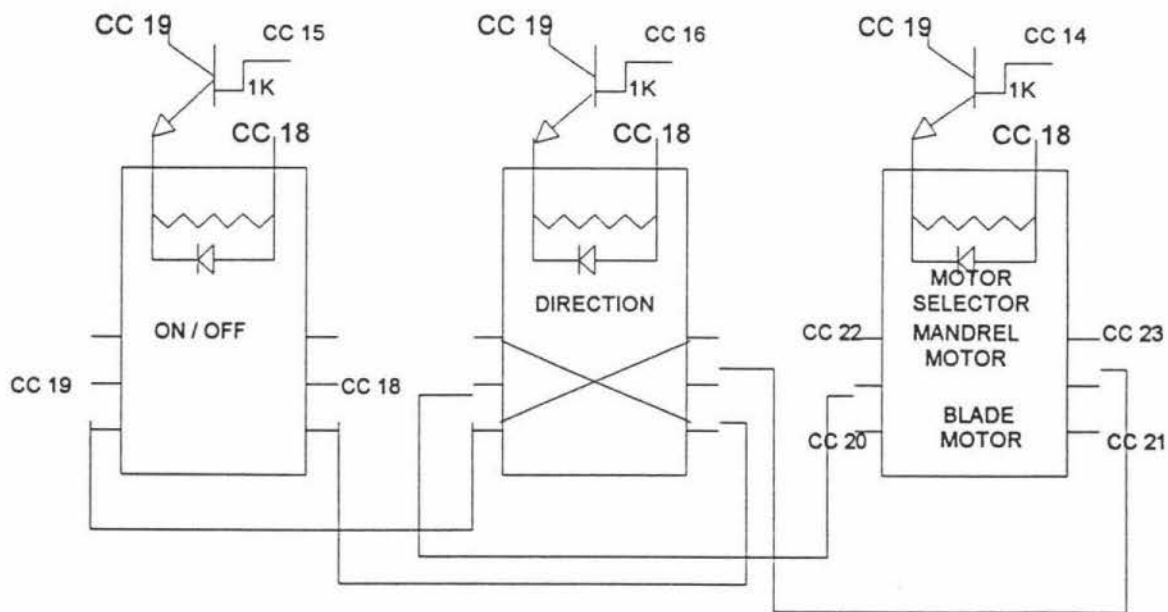 CC 19
CC 15
1K
CC 18
ON / OFF
CC 19
CC 18
CC 19
CC 16
1K
CC 18
DIRECTION
CC 19
CC 14
1K
CC 18
MOTOR
SELECTOR
CC 22
MANDREL
MOTOR
CC 23
CC 20
BLADE
MOTOR
CC 21